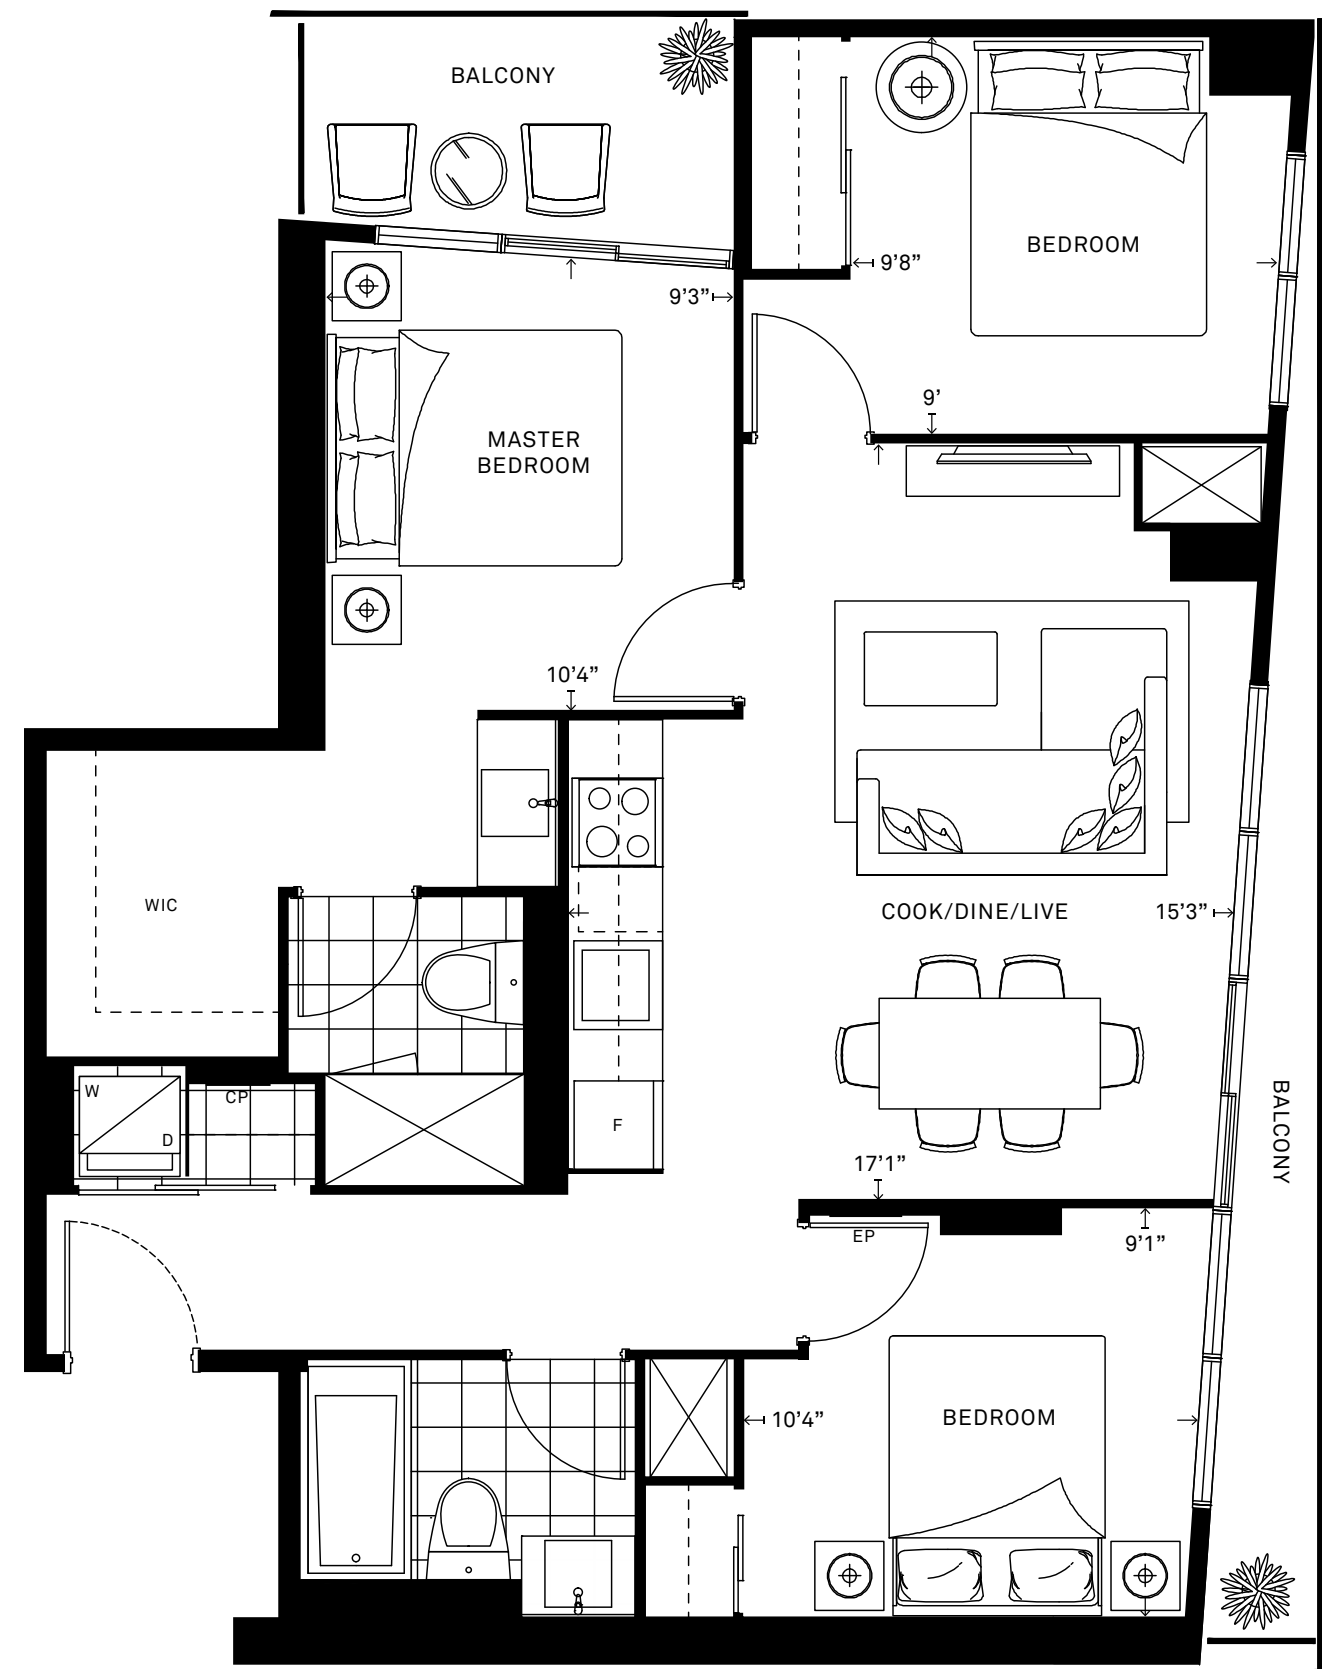 BALCONY
BEDROOM
9'8”
9'3”
9'
MASTER
BEDROOM
10'4”
WIC
COOK/DINE/LIVE
15'3”
W
D
CP
F
BALCONY
17'1”
EP
9'1”
10'4”
BEDROOM